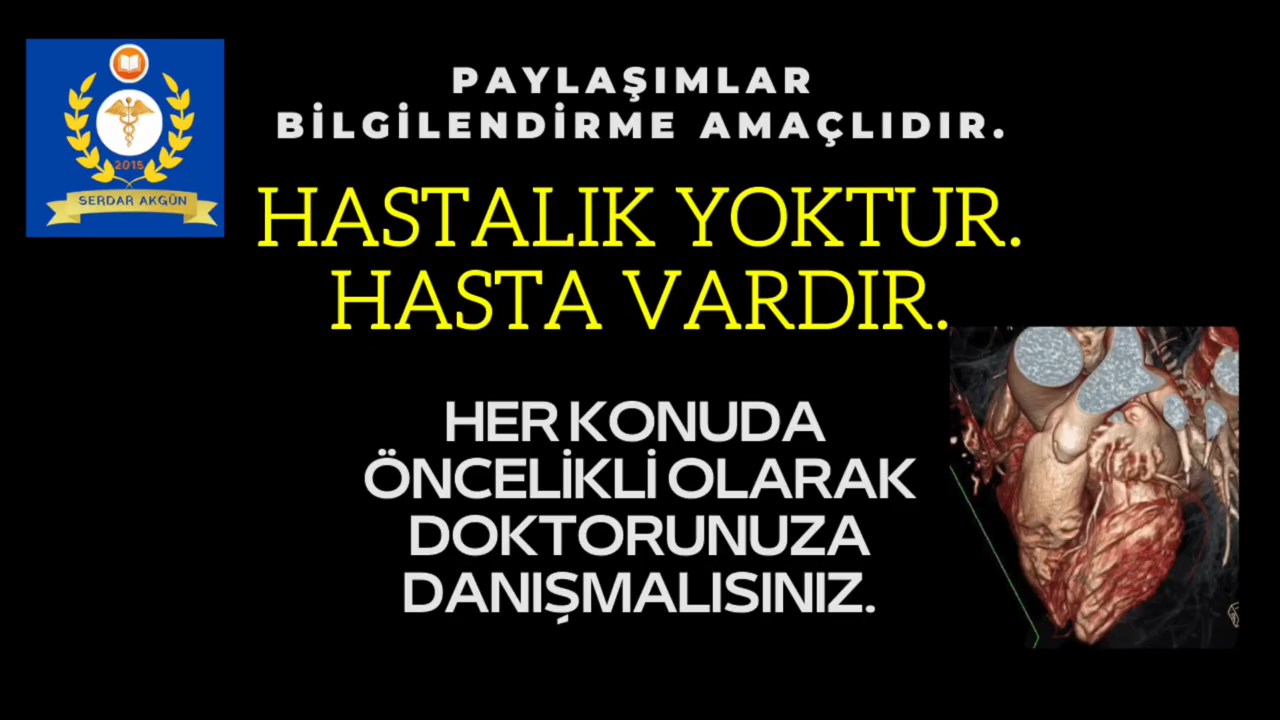 PAYLAŞIMLAR
BİLGİLENDİRME AMAÇLIDIR.
2015
SERDAR AKGÜN
HASTALIK YOKTUR.
HASTA VARDIR.
HER KONUDA
ÖNCELİKLİ OLARAK
DOKTORUNUZA
DANIŞMALISINIZ.